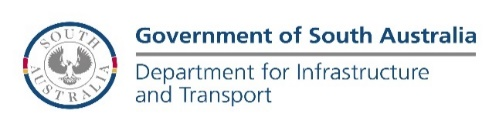 SOUTH
AUSTRALIA
Government of South Australia
Department for Infrastructure
and Transport